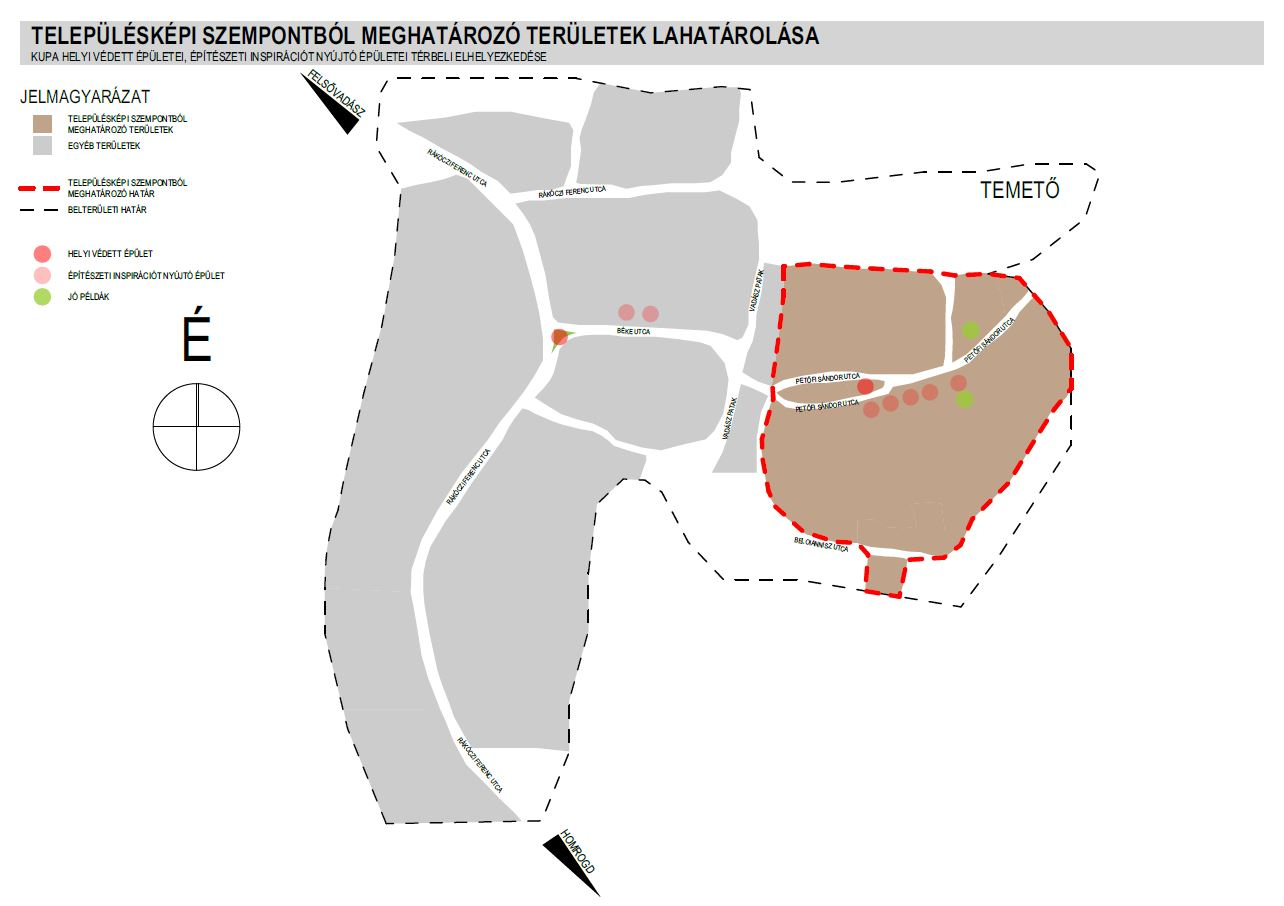 TELEPÜLÉSKÉPI SZEMPONTBÓL MEGHATÁROZÓ TERÜLETEK LAHATÁROLÁSA
KUPA HELYI VÉDETT ÉPÜLETEI, ÉPÍTÉSZETI INSPIRÁCIÓT NYÚJTÓ ÉPÜLETEI TÉRBELI ELHELYEZKEDÉSE
JELMAGYARÁZAT
TELEPÜLÉSKÉPI SZEMPONTBÓL
MEGHATÁROZÓ TERÜLETEK
EGYÉB TERÜLETEK
TELEPÜLÉSKÉPI SZEMPONTBÓL
MEGHATÁROZÓ HATÁR
BELTERÜLETI HATÁR
HELYI VÉDETT ÉPÜLET
ÉPÍTÉSZETI INSPIRÁCIÓT NYÚJTÓ ÉPÜLET
JÓ PÉLDÁK
É
FELSŐVADÁSZ
RÁKÓCZI FERENC UTCA
RÁKÓCZI FERENC UTCA
TEMETŐ
VADÁSZ PATAK
BÉKE UTCA
PETŐFI SÁNDOR UTCA
PETŐFI SÁNDOR UTCA
PETŐFI SÁNDOR UTCA
VADÁSZ PATAK
RÁKÓCZI FERENC UTCA
BELOIANNISZ UTCA
RÁKÓCZI FERENC UTCA
HOMROGD